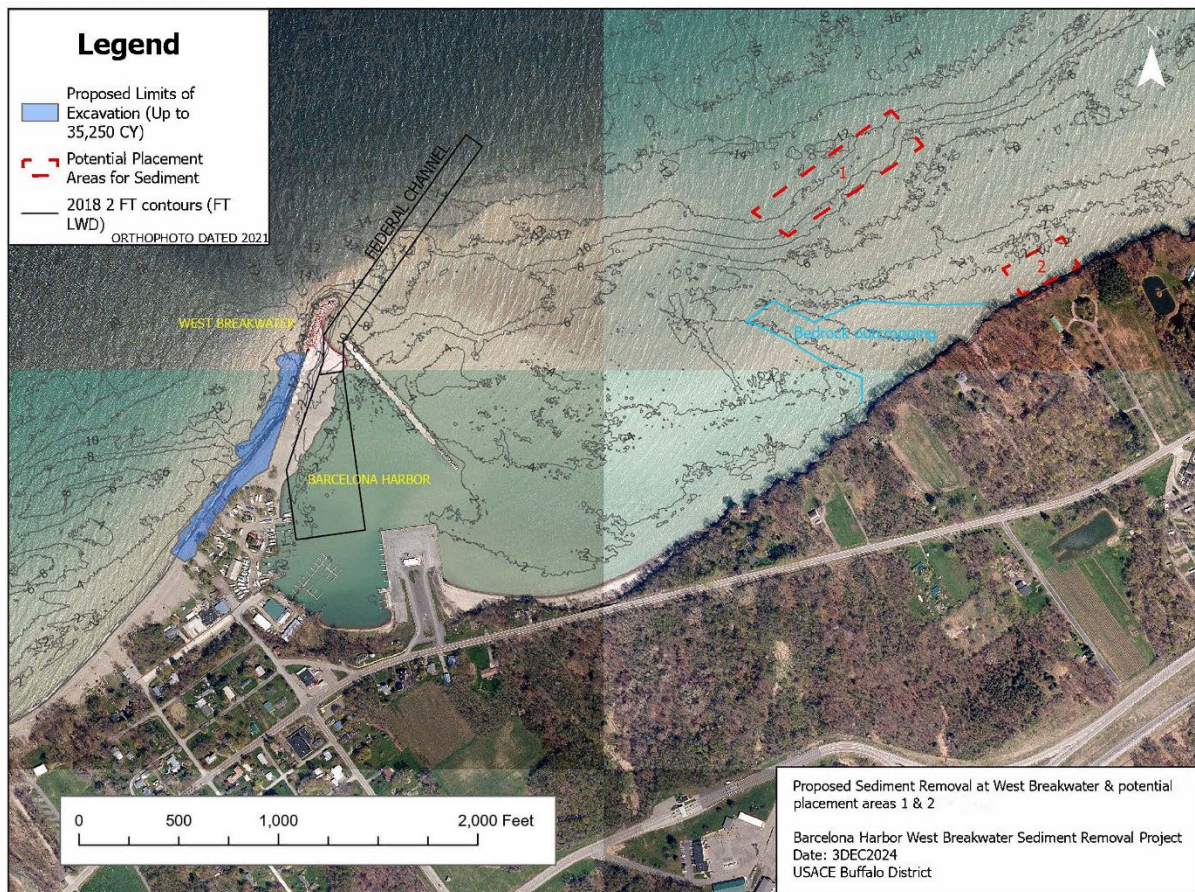 Legend
Proposed Limits of
Excavation (Up to
35,250 CY)
Potential Placement
Areas for Sediment
2018 2 FT contours (FT
LWD)
ORTHOPHOTO DATED 2021
N
FEDERAL CHANNEL
WEST BREAKWATER
BARCELONA HARBOR
1
2
Bedrock outcropping
0 500 1,000 2,000 Feet
Proposed Sediment Removal at West Breakwater & potential
placement areas 1 & 2
Barcelona Harbor West Breakwater Sediment Removal Project
Date: 3DEC2024
USACE Buffalo District